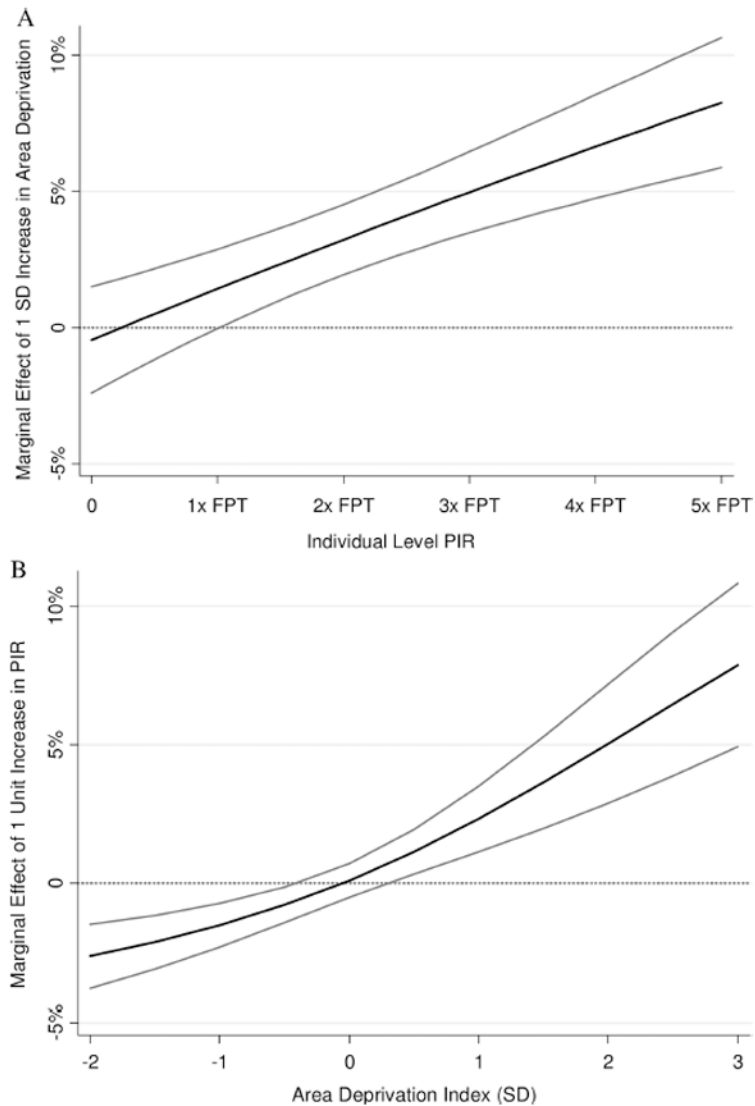 A
Marginal Effect of 1 SD Increase in Area Deprivation
10%
5%
0
-5%
0 1x FPT 2x FPT 3x FPT 4x FPT 5x FPT
Individual Level PIR
B
Marginal Effect of 1 Unit Increase in PIR
10%
5%
0
-5%
-2 -1 0 1 2 3
Area Deprivation Index (SD)